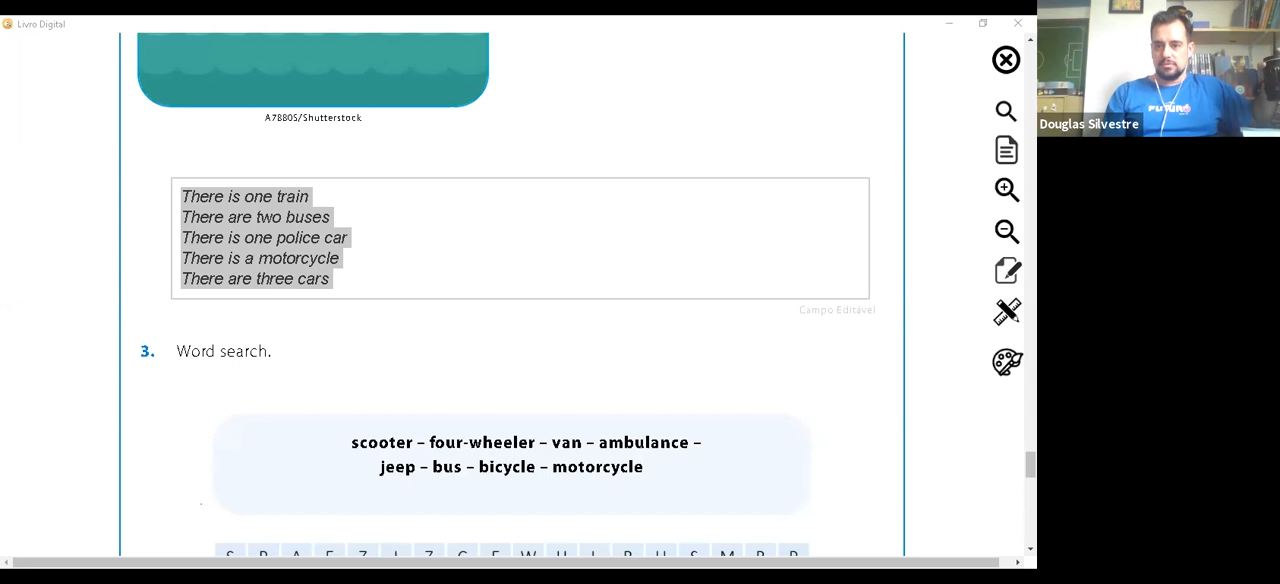 Livro Digital
A7880S/Shutterstock
There is one train
There are two buses
There is one police car
There is a motorcycle
There are three cars
Campo Editável
3. Word search.
scooter – four-wheeler – van – ambulance –
jeep – bus – bicycle – motorcycle
Douglas Silvestre